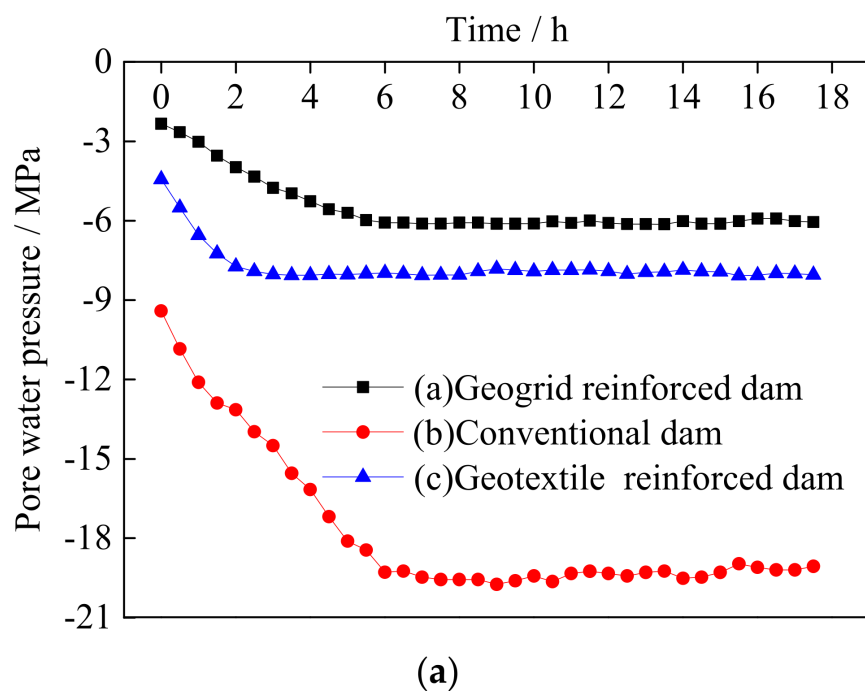 Time / h
0
0 2 4 6 8 10 12 14 16 18
-3
-6
-9
-12
-15
-18
-21
Pore water pressure / MPa
(a)Geogrid reinforced dam
(b)Conventional dam
(c)Geotextile reinforced dam
(a)